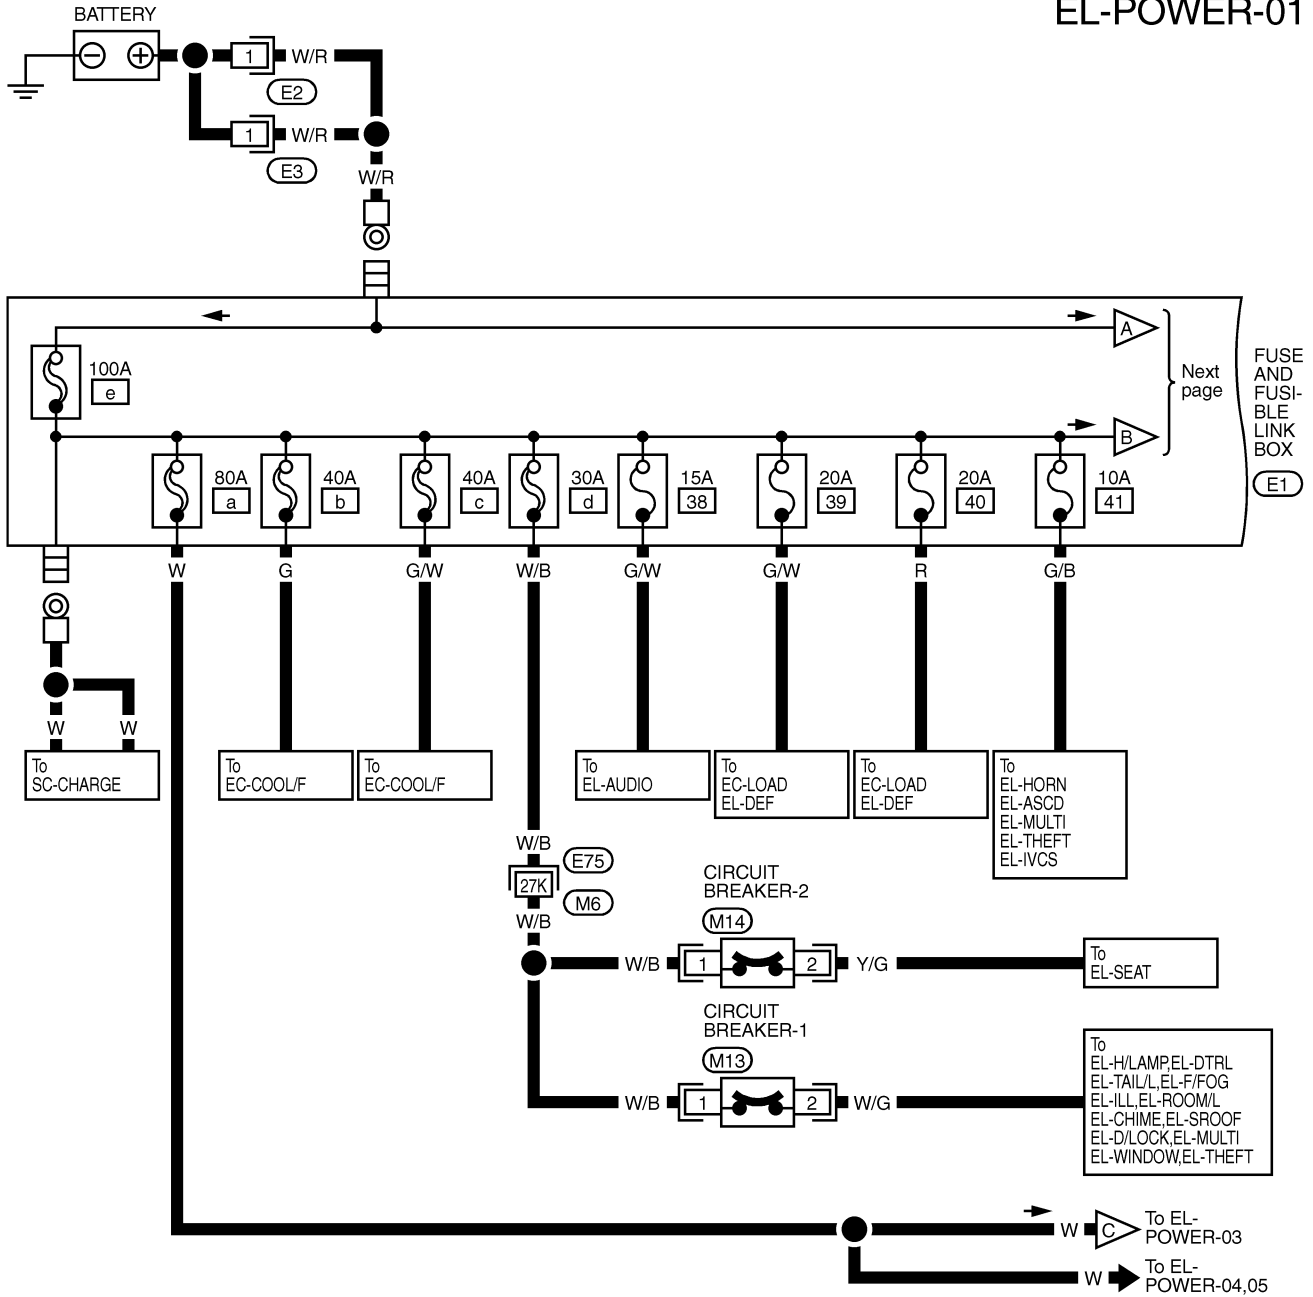 EL-POWER-01
BATTERY
1
W/R
E2
1
W/R
E3
W/R
A
100A
e
Next
page
FUSE
AND
FUSI-
BLE
LINK
BOX
E1
B
80A
a
40A
b
40A
c
30A
d
15A
38
20A
39
20A
40
10A
41
W
G
G/W
W/B
G/W
G/W
R
G/B
W
W
To
SC-CHARGE
To
EC-COOL/F
To
EC-COOL/F
To
EL-AUDIO
To
EC-LOAD
EL-DEF
To
EC-LOAD
EL-DEF
To
EL-HORN
EL-ASCD
EL-MULTI
EL-THEFT
EL-IVCS
W/B
E75
27K
M6
W/B
CIRCUIT
BREAKER-2
M14
W/B
1
2
Y/G
To
EL-SEAT
CIRCUIT
BREAKER-1
M13
W/B
1
2
W/G
To
EL-H/LAMP,EL-DTRL
EL-TAIL/L,EL-F/FOG
EL-ILL,EL-ROOM/L
EL-CHIME,EL-SROOF
EL-D/LOCK,EL-MULTI
EL-WINDOW,EL-THEFT
W
C
To EL-
POWER-03
W
To EL-
POWER-04,05